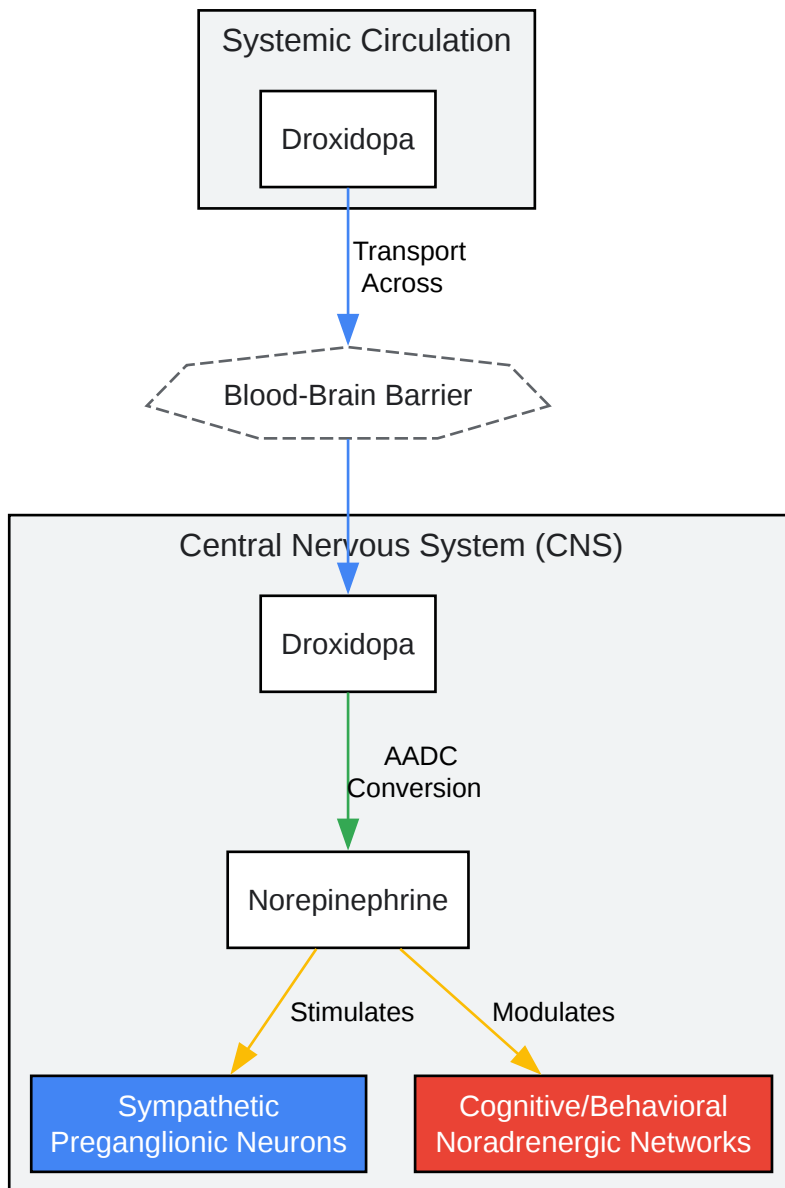 Systemic Circulation
Droxidopa
Transport
Across
Blood-Brain Barrier
Central Nervous System (CNS)
Droxidopa
AADC
Conversion
Norepinephrine
Stimulates
Modulates
Sympathetic
Preganglionic Neurons
Cognitive/Behavioral
Noradrenergic Networks